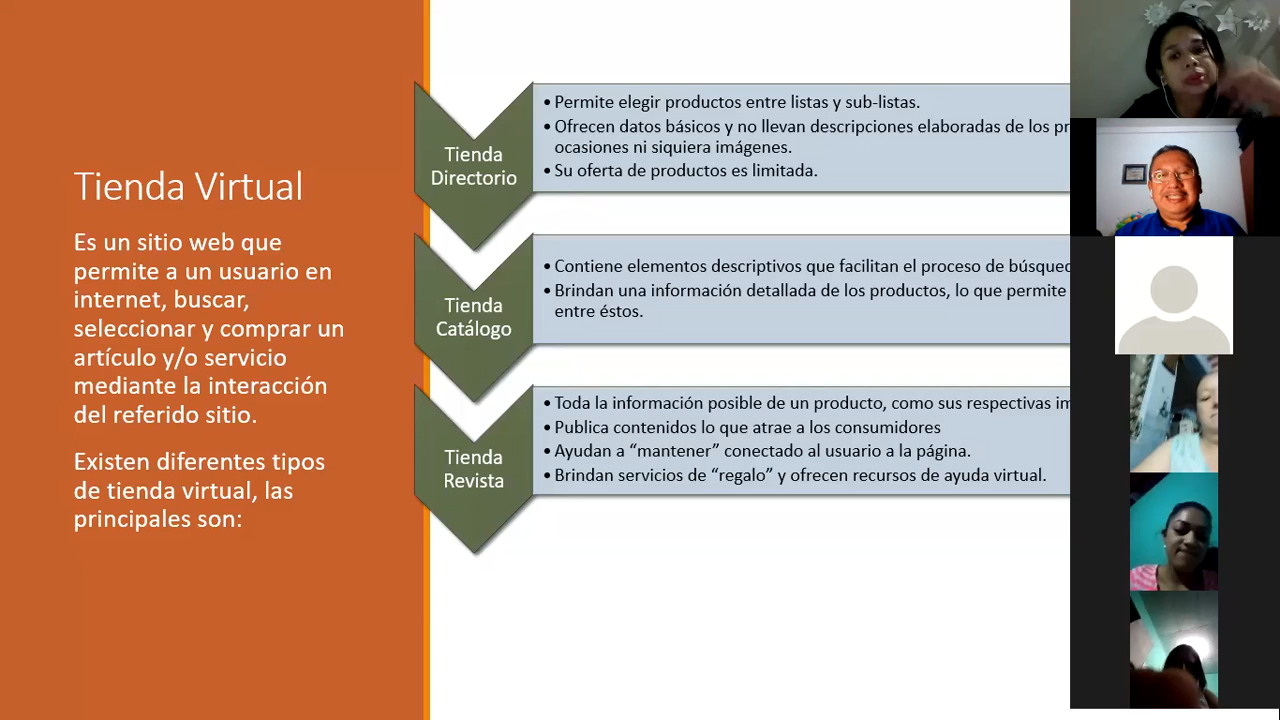 Tienda Virtual
Es un sitio web que
permite a un usuario en
internet, buscar,
seleccionar y comprar un
artículo y/o servicio
mediante la interacción
del referido sitio.
Existen diferentes tipos
de tienda virtual, las
principales son:
Tienda
Directorio
• Permite elegir productos entre listas y sub-listas.
• Ofrecen datos básicos y no llevan descripciones elaboradas de los
ocasiones ni siquiera imágenes.
• Su oferta de productos es limitada.
Tienda
Catálogo
• Contiene elementos descriptivos que facilitan el proceso de
• Brindan una información detallada de los productos, lo que permite
entre éstos.
Tienda
Revista
• Toda la información posible de un producto, como sus respectivas
• Publica contenidos lo que atrae a los consumidores
• Ayudan a “mantener” conectado al usuario a la página.
• Brindan servicios de “regalo” y ofrecen recursos de ayuda virtual.